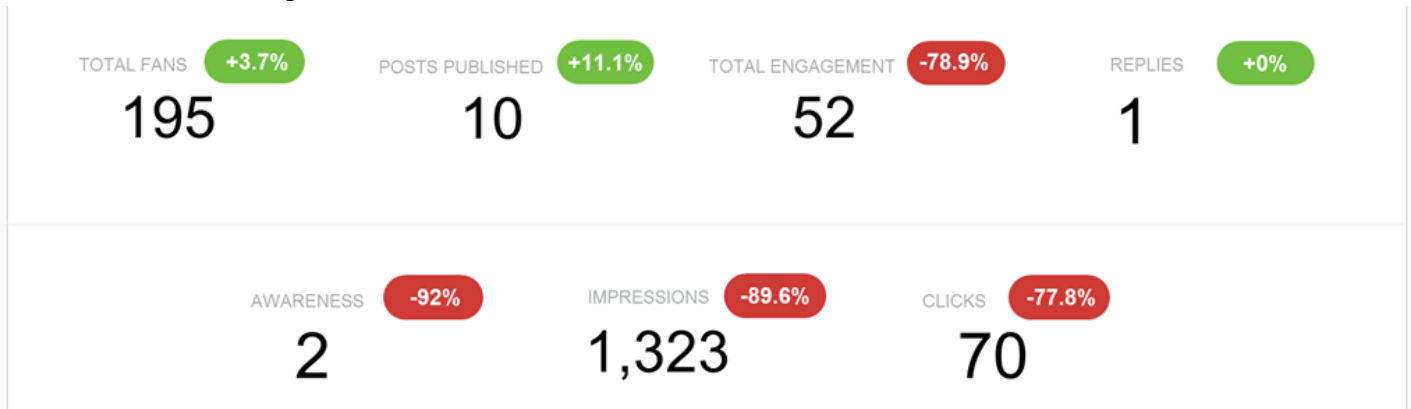 TOTAL FANS +3.7% POSTS PUBLISHED +11.1% TOTAL ENGAGEMENT -78.9% REPLIES +0%
195 10 52 1
AWARENESS -92% IMPRESSIONS -89.6% CLICKS -77.8%
2 1,323 70